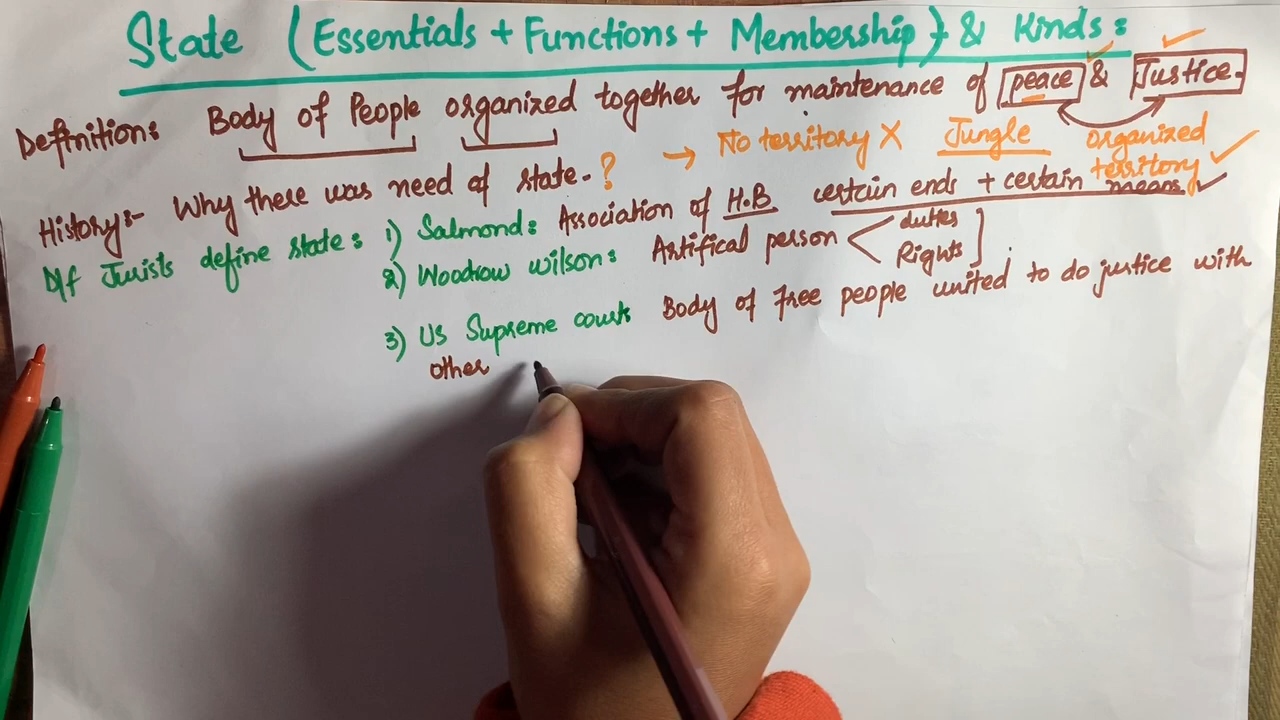 State (Essentials + Functions + Membership) & Kinds:
Definition: Body of People organized together for maintenance of peace & Justice.
History:- Why there was need of state.? → No territory X Jungle organized territory ✓
Dff Jurists define state: 1) Salmond: Association of H.B certain ends + certain means ✓
2) Woodrow wilson: Artifical person < duties Rights ] ;
3) US Supreme court: Body of free people united to do justice with
other